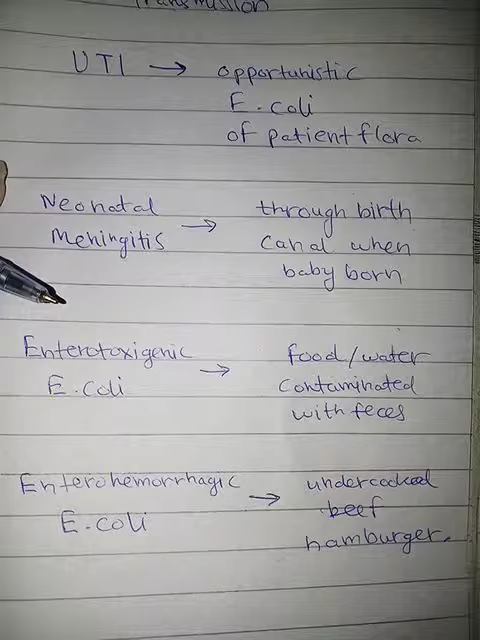 Transmission
UTI → opportunistic
E. coli
of patient flora
Neonatal
Meningitis → through birth
canal when
baby born
Enterotoxigenic
E. coli → food/water
contaminated
with feces
Enterohemorrhagic
E. coli → undercooked
beef
hamburger.